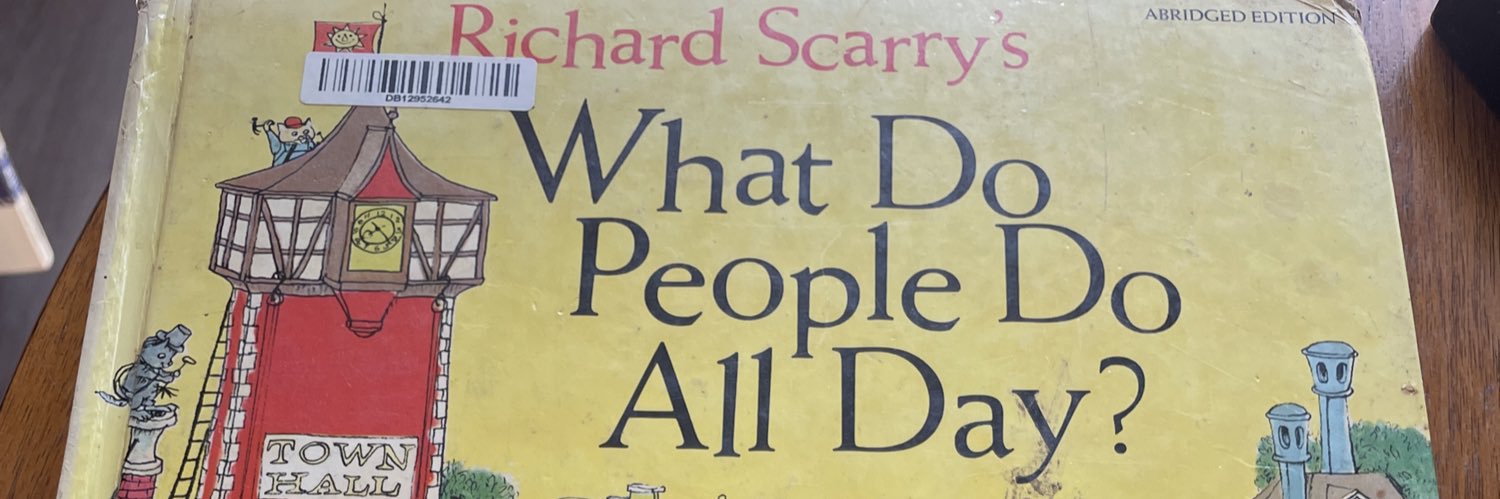 ABRIDGED EDITION
Richard Scarry's
DB12952642
What Do
People Do
All Day?
TOWN
HALL